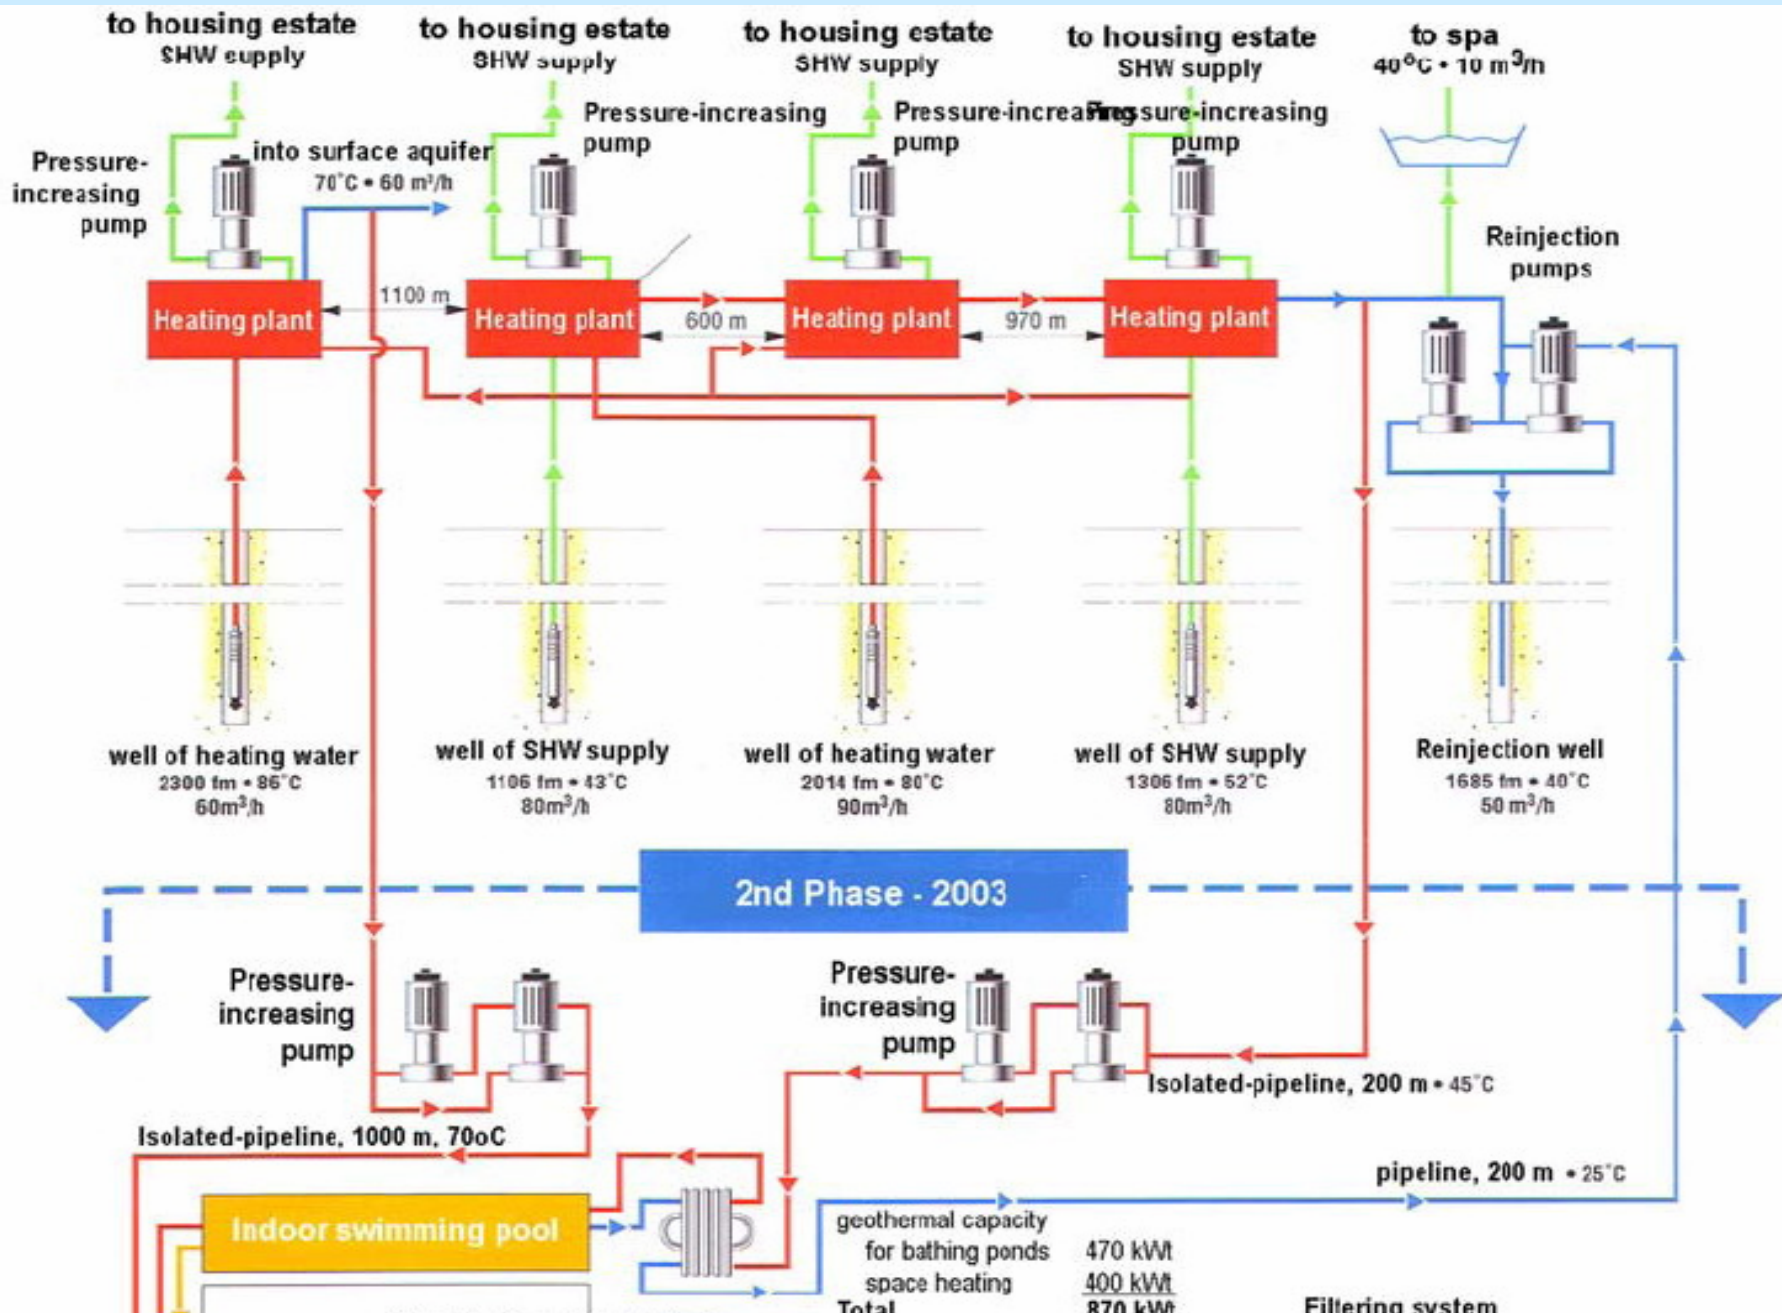 to housing estate
SHW supply
to housing estate
SHW supply
to housing estate
SHW supply
to housing estate
SHW supply
to spa
40°C • 10 m³/h
Pressure-
increasing
pump
into surface aquifer
70°C • 60 m³/h
Pressure-increasing
pump
Pressure-increasing
pump
Pressure-increasing
pump
Reinjection
pumps
Heating plant
1100 m
Heating plant
600 m
Heating plant
970 m
Heating plant
well of heating water
2300 fm • 86°C
60m³/h
well of SHW supply
1106 fm • 43°C
80m³/h
well of heating water
2014 fm • 80°C
90m³/h
well of SHW supply
1306 fm • 52°C
80m³/h
Reinjection well
1685 fm • 40°C
50 m³/h
2nd Phase - 2003
Pressure-
increasing
pump
Pressure-
increasing
pump
Isolated-pipeline, 200 m • 45°C
Isolated-pipeline, 1000 m, 70oC
pipeline, 200 m • 25°C
Indoor swimming pool
geothermal capacity
for bathing ponds 470 kWt
space heating 400 kWt
Total 870 kWt
Filtering system